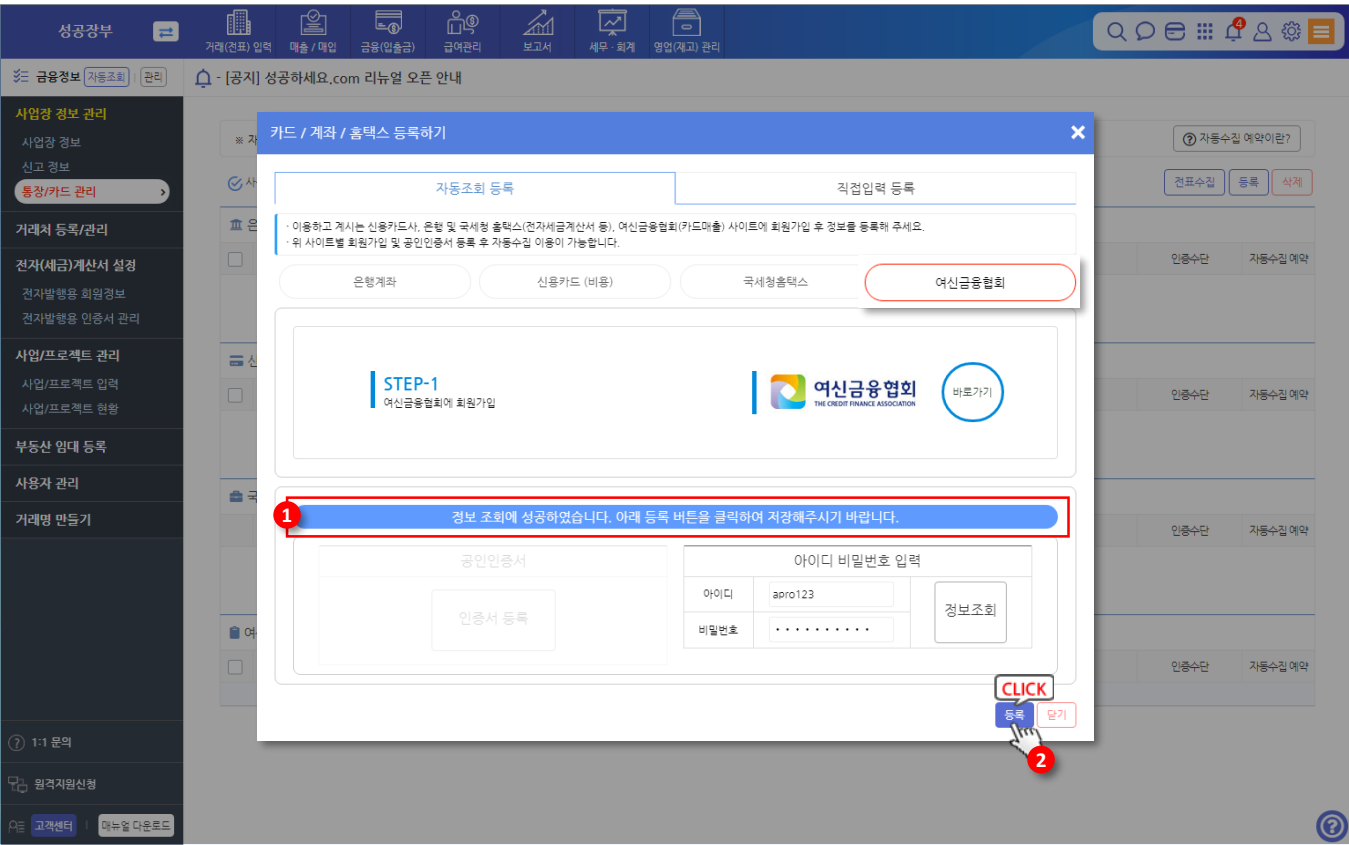 성공장부
거래(전표) 입력
매출 / 매입
금융(입출금)
급여관리
보고서
세무 · 회계
영업(재고) 관리
4
금융정보 자동조회 관리
- [공지] 성공하세요.com 리뉴얼 오픈 안내
사업장 정보 관리
사업장 정보
신고 정보
통장/카드 관리
거래처 등록/관리
전자(세금)계산서 설정
전자발행용 회원정보
전자발행용 인증서 관리
사업/프로젝트 관리
사업/프로젝트 입력
사업/프로젝트 현황
부동산 임대 등록
사용자 관리
거래명 만들기
? 1:1 문의
원격지원신청
고객센터 매뉴얼 다운로드
※ 자
? 자동수집 예약이란?
전표수집 등록 삭제
인증수단 자동수집 예약
인증수단 자동수집 예약
인증수단 자동수집 예약
인증수단 자동수집 예약
카드 / 계좌 / 홈택스 등록하기
자동조회 등록 직접입력 등록
· 이용하고 계시는 신용카드사, 은행 및 국세청 홈택스(전자세금계산서 등), 여신금융협회(카드매출) 사이트에 회원가입 후 정보를 등록해 주세요.
· 위 사이트별 회원가입 및 공인인증서 등록 후 자동수집 이용이 가능합니다.
은행계좌 신용카드 (비용) 국세청홈택스 여신금융협회
STEP-1
여신금융협회에 회원가입
여신금융협회
THE CREDIT FINANCE ASSOCIATION
바로가기
1
정보 조회에 성공하였습니다. 아래 등록 버튼을 클릭하여 저장해주시기 바랍니다.
공인인증서
인증서 등록
아이디 비밀번호 입력
아이디 apro123
비밀번호 ··········
정보조회
CLICK
등록 닫기
2
?